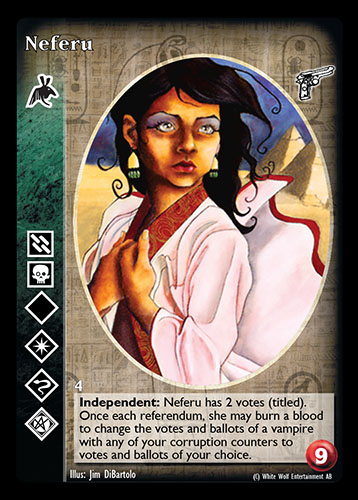 Neferu
4
Independent: Neferu has 2 votes (titled).
Once each referendum, she may burn a blood
to change the votes and ballots of a vampire
with any of your corruption counters to
votes and ballots of your choice.
9
Illus: Jim DiBartolo
(C) White Wolf Entertainment AB